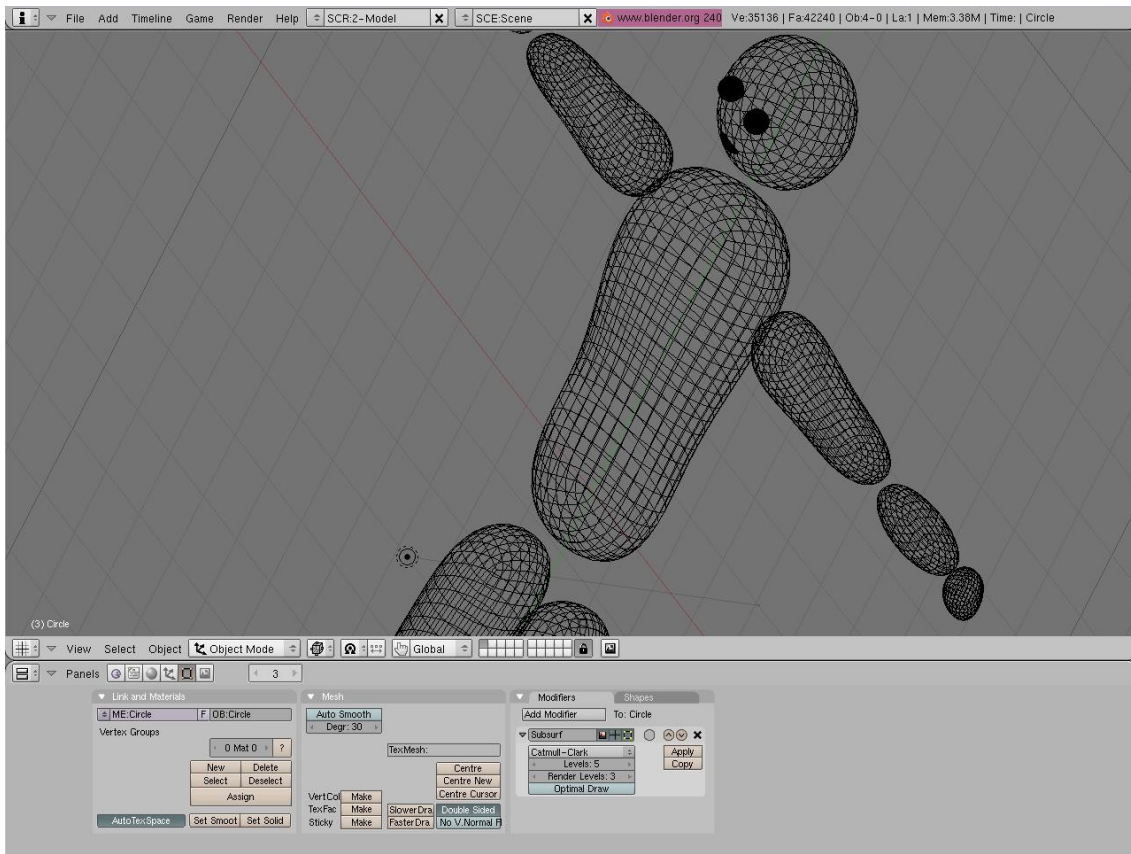 File Add Timeline Game Render Help SCR:2-Model SCE:Scene www.blender.org 240 Ve:35136 | Fa:42240 | Ob:4-0 | La:1 | Mem:3.38M | Time: | Circle
(3) Circle
View Select Object Object Mode Global
Panels 3
Link and Materials
ME:Circle F OB:Circle
Vertex Groups
0 Mat 0 ?
New Delete
Select Deselect
Assign
AutoTexSpace Set Smoot Set Solid
Mesh
Auto Smooth
Degr: 30
TexMesh:
Centre
Centre New
Centre Cursor
VertCol Make
TexFac Make SlowerDra Double Sided
Sticky Make FasterDra No V.Normal F
Modifiers Shapes
Add Modifier To: Circle
Subsurf
Catmull-Clark Apply
Levels: 5 Copy
Render Levels: 3
Optimal Draw